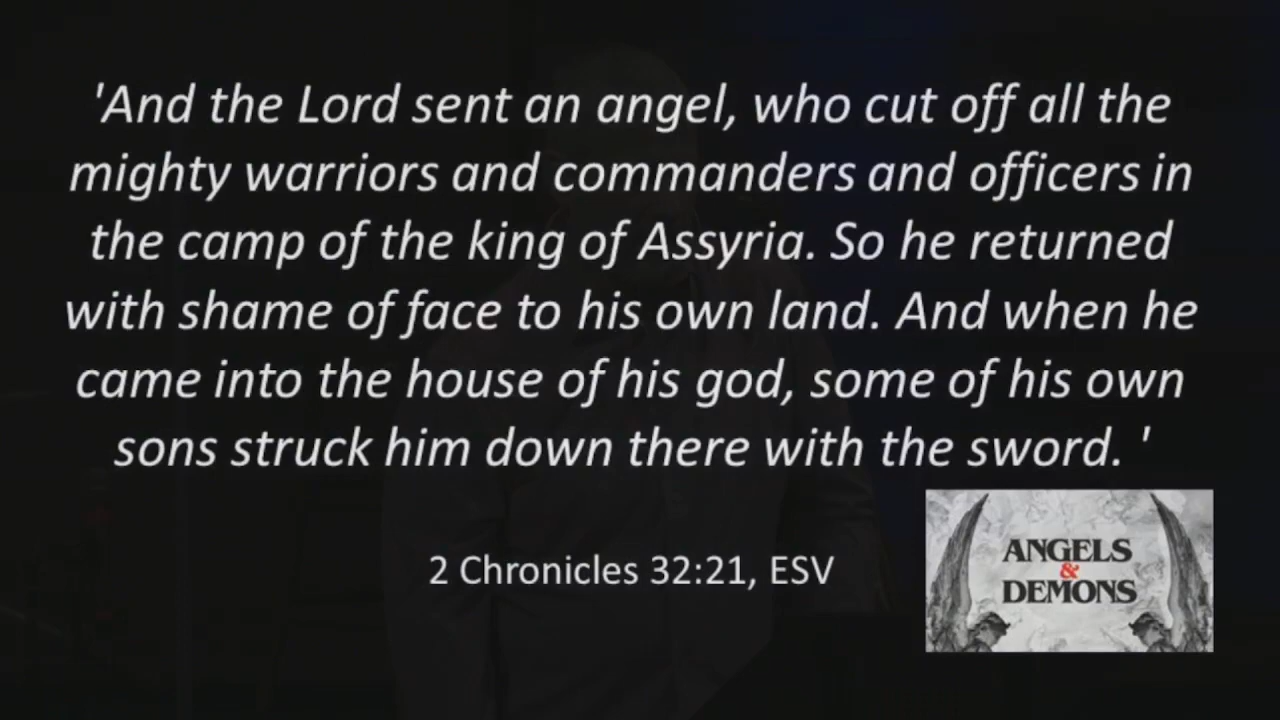 'And the Lord sent an angel, who cut off all the
mighty warriors and commanders and officers in
the camp of the king of Assyria. So he returned
with shame of face to his own land. And when he
came into the house of his god, some of his own
sons struck him down there with the sword. '
2 Chronicles 32:21, ESV
ANGELS
&
DEMONS